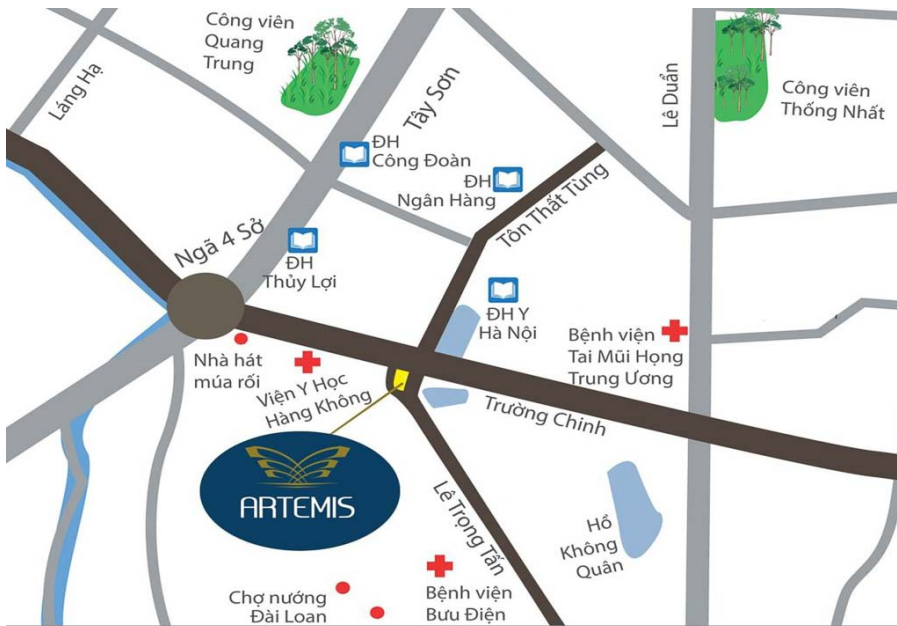 Công viên
Quang
Trung
Láng Hạ
Tây Sơn
Lê Duẩn
Công viên
Thống Nhất
ĐH
Công Đoàn
ĐH
Ngân Hàng
Tôn Thất Tùng
Ngã 4 Sở
ĐH
Thủy Lợi
ĐH Y
Hà Nội
Bệnh viện
Tai Mũi Họng
Trung Ương
Nhà hát
múa rối
Viện Y Học
Hàng Không
Trường Chinh
ARTEMIS
Lê Trọng Tấn
Hồ
Không
Quân
Chợ nướng
Đài Loan
Bệnh viện
Bưu Điện